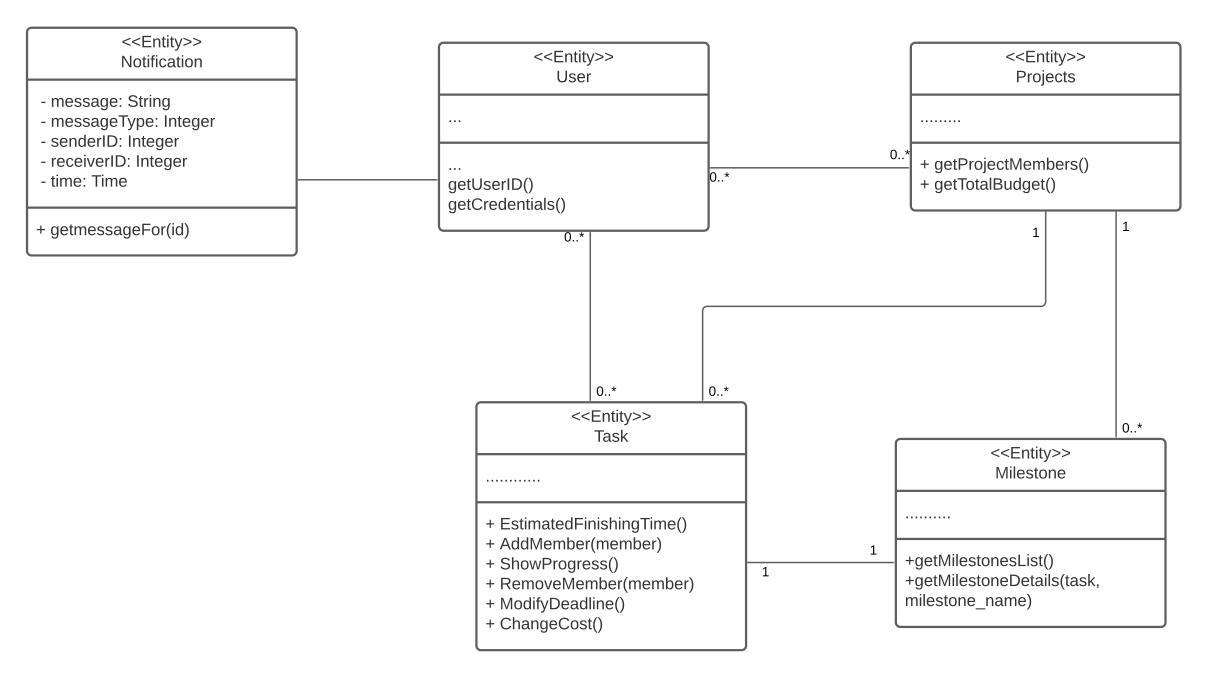 <<Entity>>
Notification
- message: String
- messageType: Integer
- senderID: Integer
- receiverID: Integer
- time: Time
+ getmessageFor(id)
<<Entity>>
User
...
...
getUserID()
getCredentials()
<<Entity>>
Projects
.........
+ getProjectMembers()
+ getTotalBudget()
0..*
0..*
0..*
1
1
0..*
0..*
0..*
<<Entity>>
Task
............
+ EstimatedFinishingTime()
+ AddMember(member)
+ ShowProgress()
+ RemoveMember(member)
+ ModifyDeadline()
+ ChangeCost()
1
1
<<Entity>>
Milestone
..........
+getMilestonesList()
+getMilestoneDetails(task,
milestone_name)